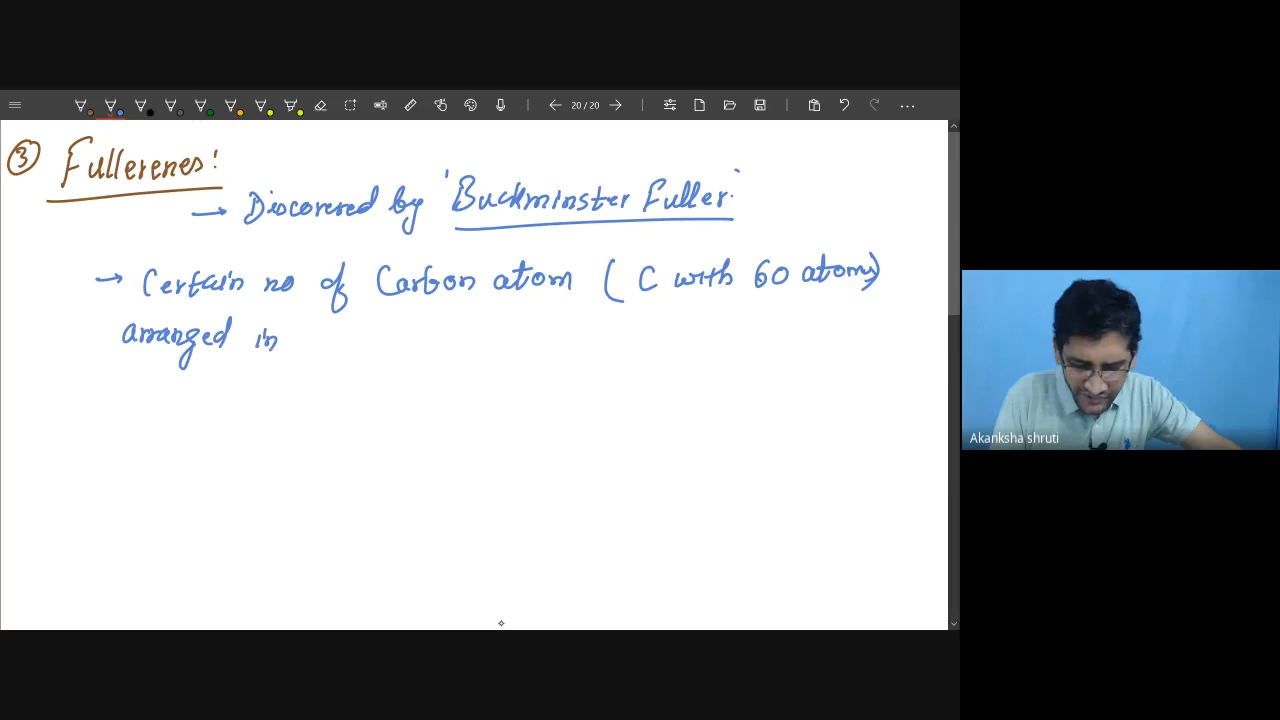 20 / 20
③ Fullerenes:
→ Discovered by 'Buckminster Fuller.'
→ Certain no of Carbon atom ( C with 60 atoms)
arranged in
Akanksha shruti